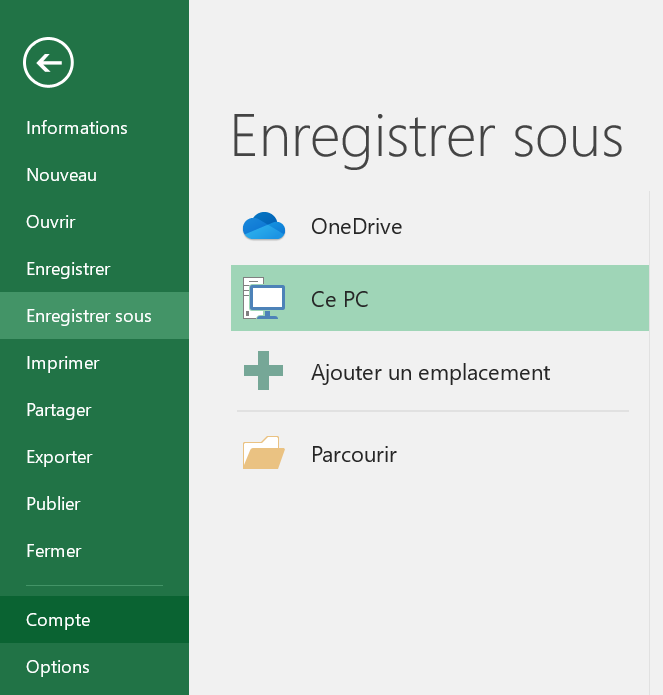 Informations
Nouveau
Ouvrir
Enregistrer
Enregistrer sous
Imprimer
Partager
Exporter
Publier
Fermer
Compte
Options
Enregistrer sous
OneDrive
Ce PC
Ajouter un emplacement
Parcourir